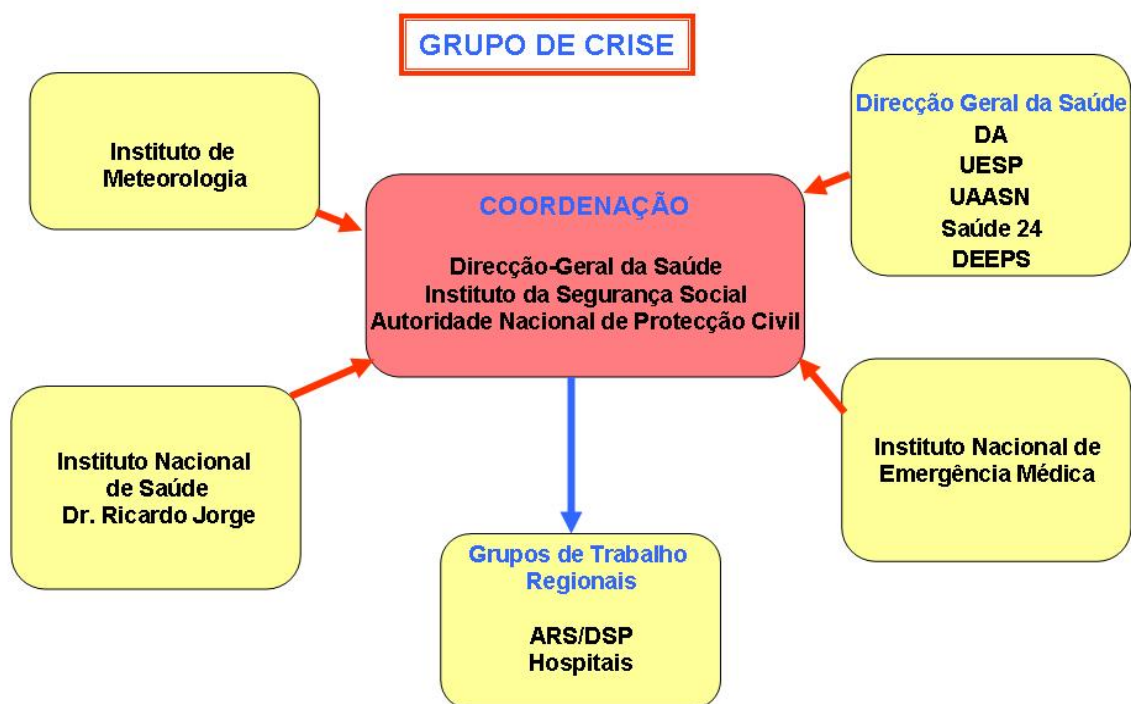 GRUPO DE CRISE
Instituto de
Meteorologia
Direcção Geral da Saúde
DA
UESP
UAASN
Saúde 24
DEEPS
COORDENAÇÃO
Direcção-Geral da Saúde
Instituto da Segurança Social
Autoridade Nacional de Protecção Civil
Instituto Nacional
de Saúde
Dr. Ricardo Jorge
Instituto Nacional de
Emergência Médica
Grupos de Trabalho
Regionais
ARS/DSP
Hospitais